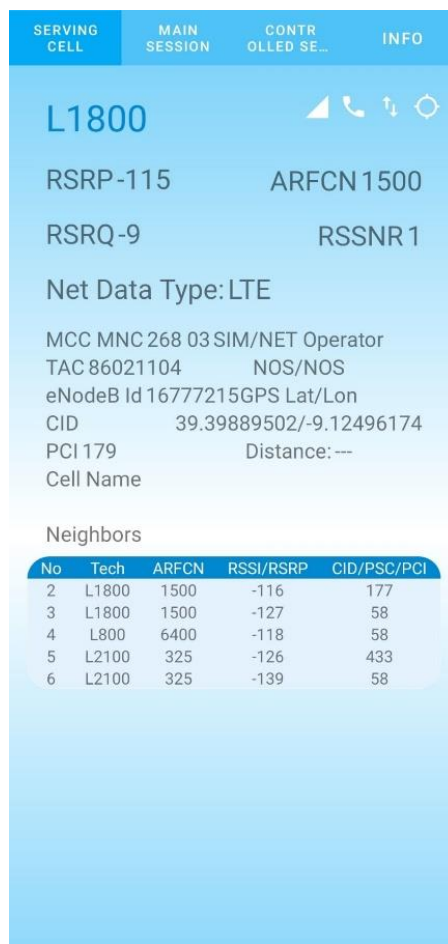 SERVING CELL
MAIN SESSION
CONTR OLLED SE...
INFO
L1800
RSRP -115 ARFCN 1500
RSRQ -9 RSSNR 1
Net Data Type: LTE
MCC MNC 268 03 SIM/NET Operator
TAC 86021104 NOS/NOS
eNodeB Id 16777215GPS Lat/Lon
CID 39.39889502/-9.12496174
PCI 179 Distance: ---
Cell Name
Neighbors
No Tech ARFCN RSSI/RSRP CID/PSC/PCI
2 L1800 1500 -116 177
3 L1800 1500 -127 58
4 L800 6400 -118 58
5 L2100 325 -126 433
6 L2100 325 -139 58